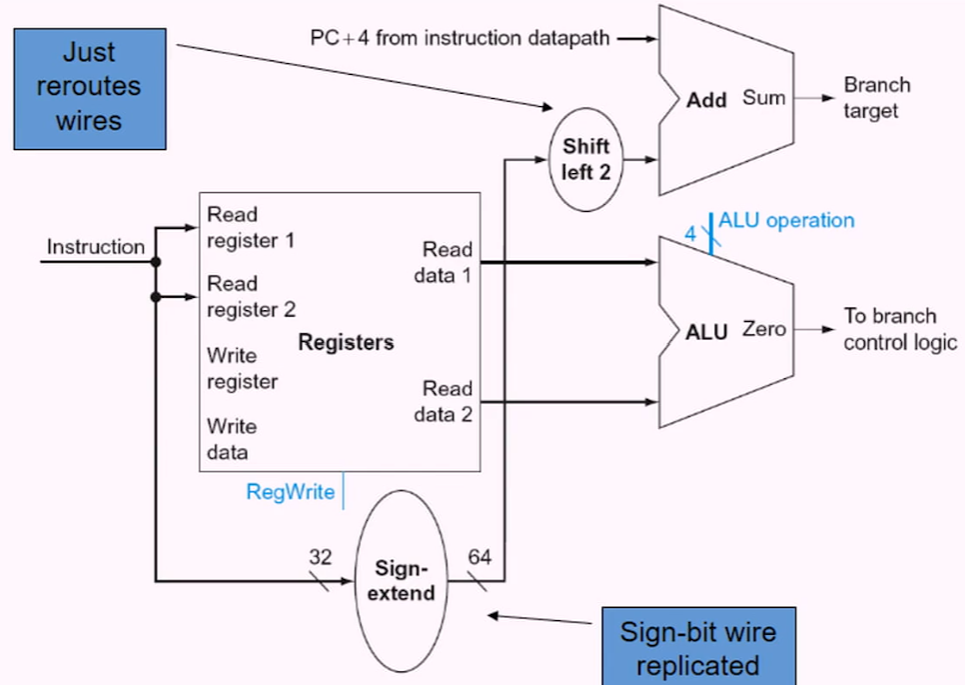 Just
reroutes
wires
PC+4 from instruction datapath
Add Sum
Branch
target
Shift
left 2
ALU operation
4
Instruction
Read
register 1
Read
register 2
Write
register
Write
data
Registers
Read
data 1
Read
data 2
ALU Zero
To branch
control logic
RegWrite
32
Sign-
extend
64
Sign-bit wire
replicated